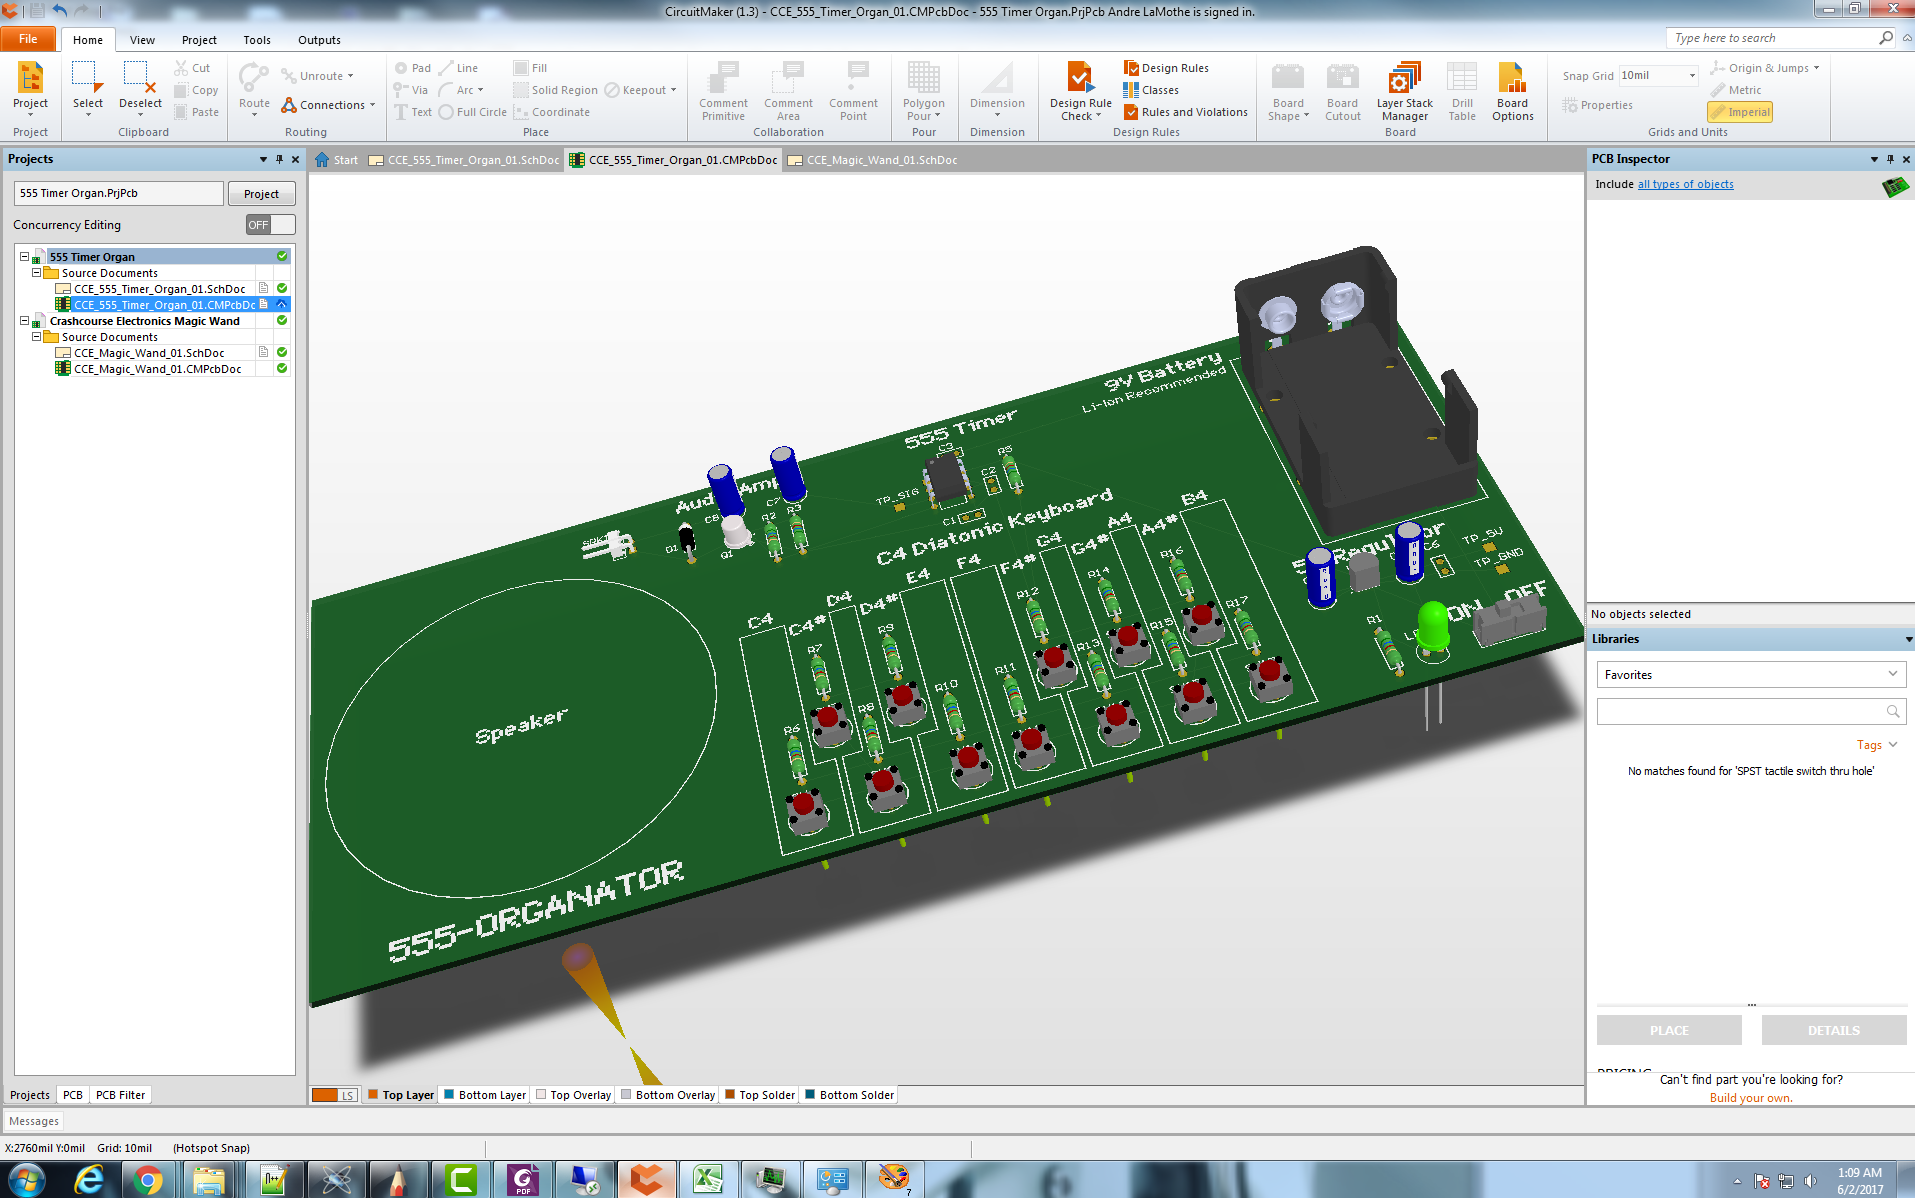 CircuitMaker (1.3) - CCE_555_Timer_Organ_01.CMPcbDoc - 555 Timer Organ.PrjPcb Andre LaMothe is signed in.
File Home View Project Tools Outputs
Type here to search
Project
Project
Select Deselect Cut Copy Paste
Clipboard
Route Unroute Connections
Routing
Pad Line Fill
Via Arc Solid Region Keepout
Text Full Circle Coordinate
Place
Comment Primitive Comment Area Comment Point
Collaboration
Polygon Pour
Pour
Dimension
Dimension
Design Rule Check Design Rules Classes Rules and Violations
Design Rules
Board Shape Board Cutout Layer Stack Manager Drill Table Board Options
Board
Snap Grid 10mil Origin & Jumps
Properties Metric Imperial
Grids and Units
Projects
555 Timer Organ.PrjPcb Project
Concurrency Editing OFF
555 Timer Organ
Source Documents
CCE_555_Timer_Organ_01.SchDoc
CCE_555_Timer_Organ_01.CMPcbDc
Crashcourse Electronics Magic Wand
Source Documents
CCE_Magic_Wand_01.SchDoc
CCE_Magic_Wand_01.CMPcbDoc
Projects PCB PCB Filter
Start CCE_555_Timer_Organ_01.SchDoc CCE_555_Timer_Organ_01.CMPcbDoc CCE_Magic_Wand_01.SchDoc
9V Battery
Li-Ion Recommended
555 Timer
C3
R5
C2
TP_SIG
C1
C7
C8
R2
R3
Q1
C4 Diatonic Keyboard
C4
C4#
D4
D4#
E4
F4
F4#
G4
G4#
A4
A4#
B4
R6
R7
R8
R9
R10
R11
R12
R13
R14
R15
R16
R17
C6
TP_5V
TP_GND
R1
ON OFF
Speaker
555-ORGANATOR
LS Top Layer Bottom Layer Top Overlay Bottom Overlay Top Solder Bottom Solder
PCB Inspector
Include all types of objects
No objects selected
Libraries
Favorites
Tags
No matches found for 'SPST tactile switch thru hole'
PLACE DETAILS
Can't find part you're looking for?
Build your own.
Messages
X:2760mil Y:0mil Grid: 10mil (Hotspot Snap)
1:09 AM
6/2/2017